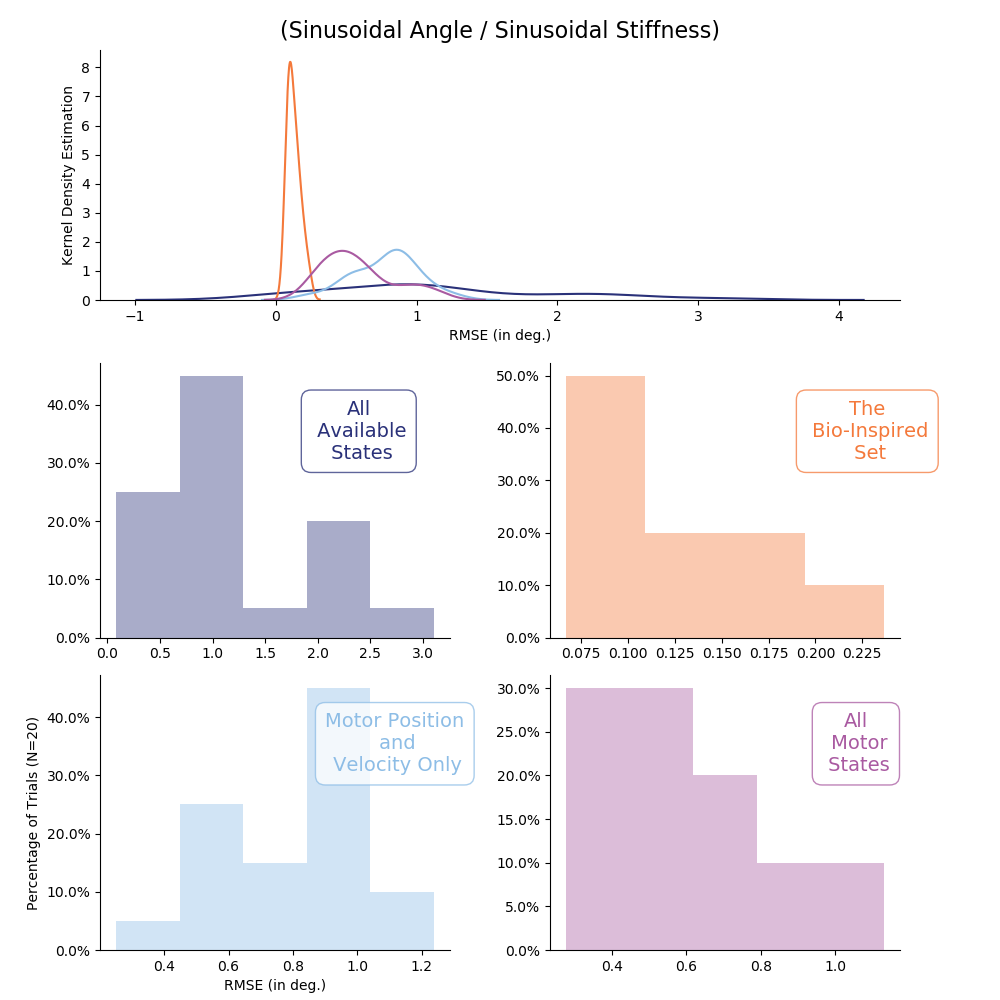 (Sinusoidal Angle / Sinusoidal Stiffness)
Kernel Density Estimation
8
7
6
5
4
3
2
1
0
−1 0 1 2 3 4
RMSE (in deg.)
40.0%
30.0%
20.0%
10.0%
0.0%
0.0 0.5 1.0 1.5 2.0 2.5 3.0
All
Available
States
50.0%
40.0%
30.0%
20.0%
10.0%
0.0%
0.075 0.100 0.125 0.150 0.175 0.200 0.225
The
Bio-Inspired
Set
Percentage of Trials (N=20)
40.0%
30.0%
20.0%
10.0%
0.0%
0.4 0.6 0.8 1.0 1.2
RMSE (in deg.)
Motor Position
and
Velocity Only
30.0%
25.0%
20.0%
15.0%
10.0%
5.0%
0.0%
0.4 0.6 0.8 1.0
All
Motor
States